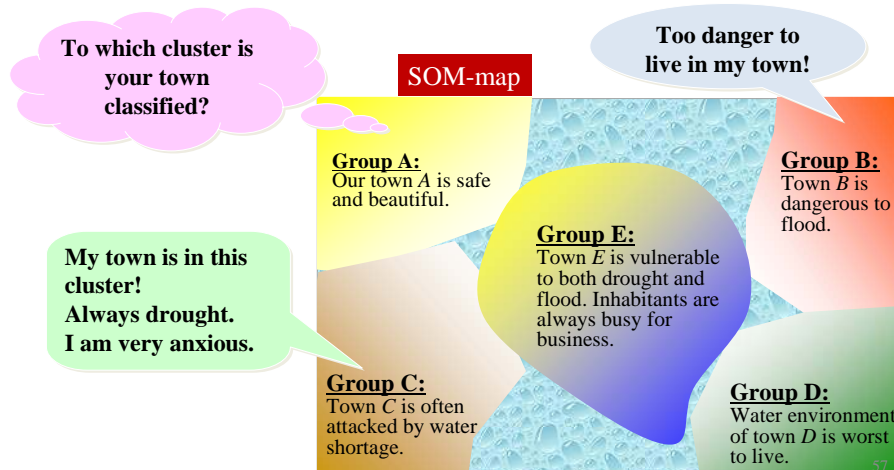 To which cluster is
your town
classified?
Too danger to
live in my town!
SOM-map
Group A:
Our town A is safe
and beautiful.
Group B:
Town B is
dangerous to
flood.
Group E:
Town E is vulnerable
to both drought and
flood. Inhabitants are
always busy for
business.
My town is in this
cluster!
Always drought.
I am very anxious.
Group C:
Town C is often
attacked by water
shortage.
Group D:
Water environment
of town D is worst
to live.